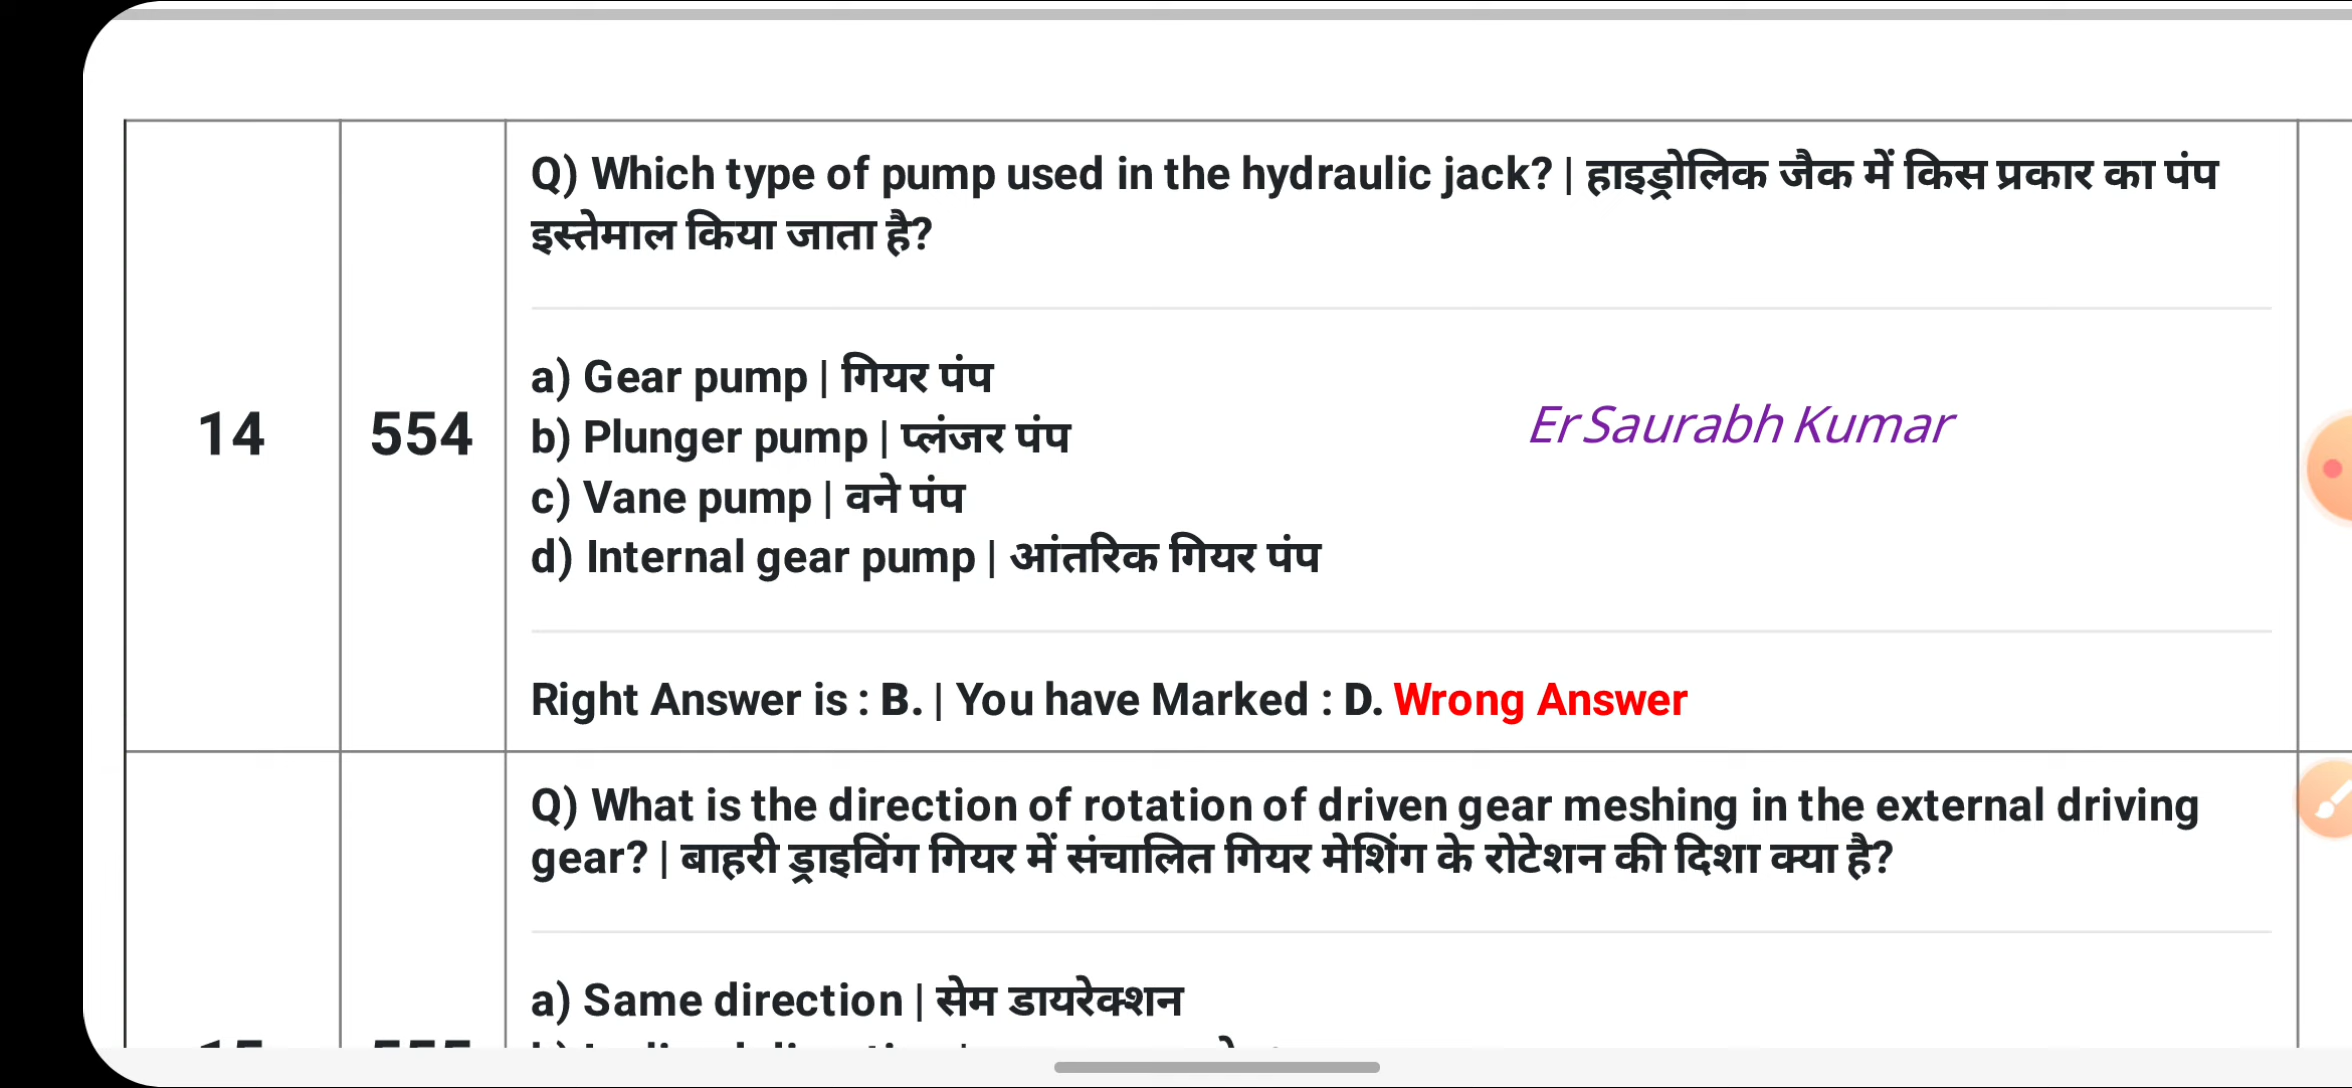 Q) Which type of pump used in the hydraulic jack? | हाइड्रोलिक जैक में किस प्रकार का पंप
इस्तेमाल किया जाता है?
a) Gear pump | गियर पंप
14 554 b) Plunger pump | प्लंजर पंप
Er Saurabh Kumar
c) Vane pump | वने पंप
d) Internal gear pump | आंतरिक गियर पंप
Right Answer is : B. | You have Marked : D. Wrong Answer
Q) What is the direction of rotation of driven gear meshing in the external driving
gear? | बाहरी ड्राइविंग गियर में संचालित गियर मेशिंग के रोटेशन की दिशा क्या है?
a) Same direction | सेम डायरेक्शन